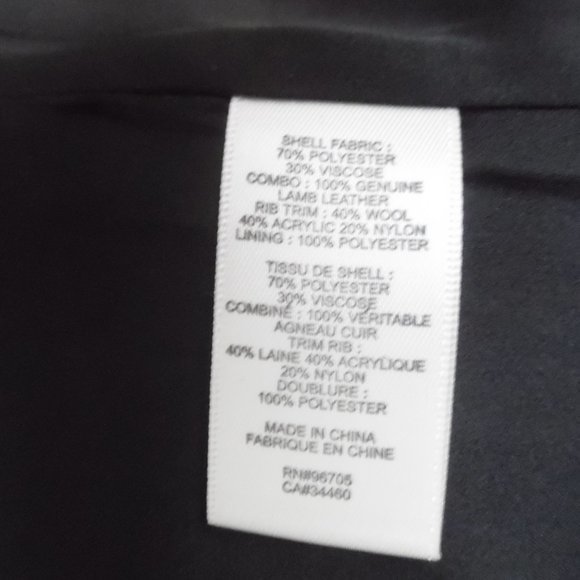 SHELL FABRIC :
70% POLYESTER
30% VISCOSE
COMBO : 100% GENUINE
LAMB LEATHER
RIB TRIM : 40% WOOL
40% ACRYLIC 20% NYLON
LINING : 100% POLYESTER
TISSU DE SHELL :
70% POLYESTER
30% VISCOSE
COMBINÉ : 100% VÉRITABLE
AGNEAU CUIR
TRIM RIB :
40% LAINE 40% ACRYLIQUE
20% NYLON
DOUBLURE :
100% POLYESTER
MADE IN CHINA
FABRIQUE EN CHINE
RN#96705
CA#34460